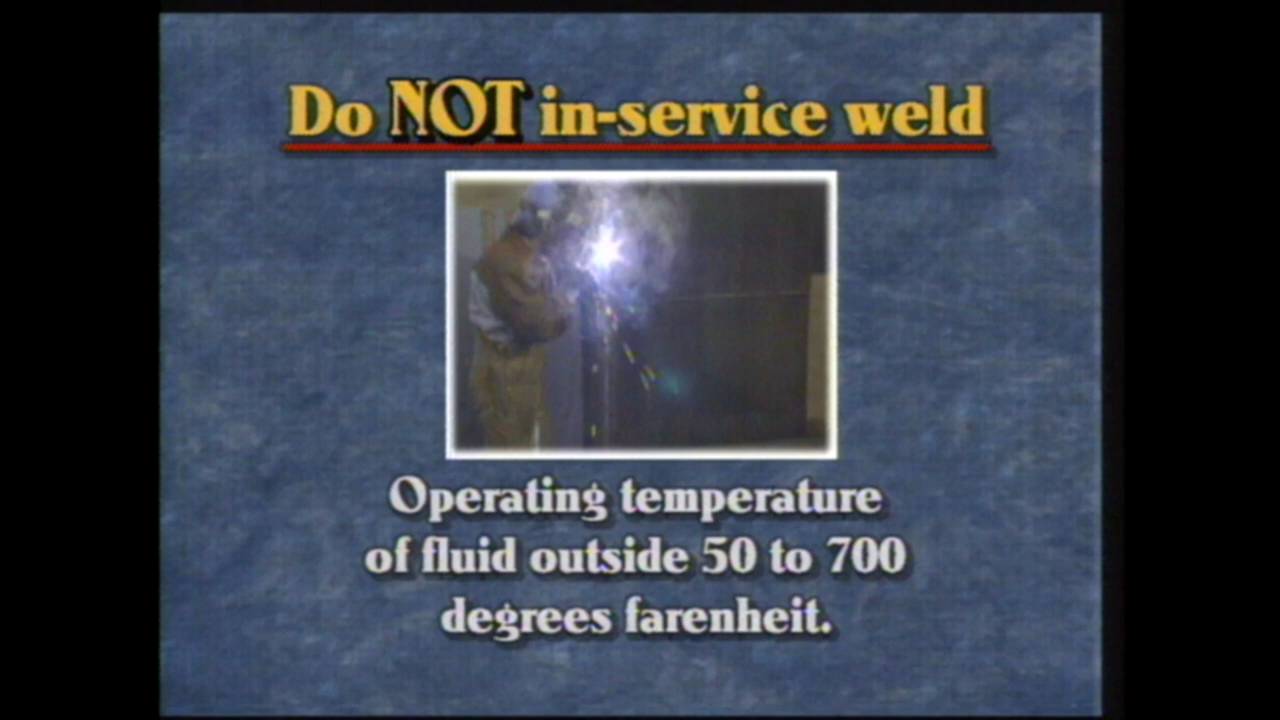 Do NOT in-service weld
Operating temperature
of fluid outside 50 to 700
degrees farenheit.